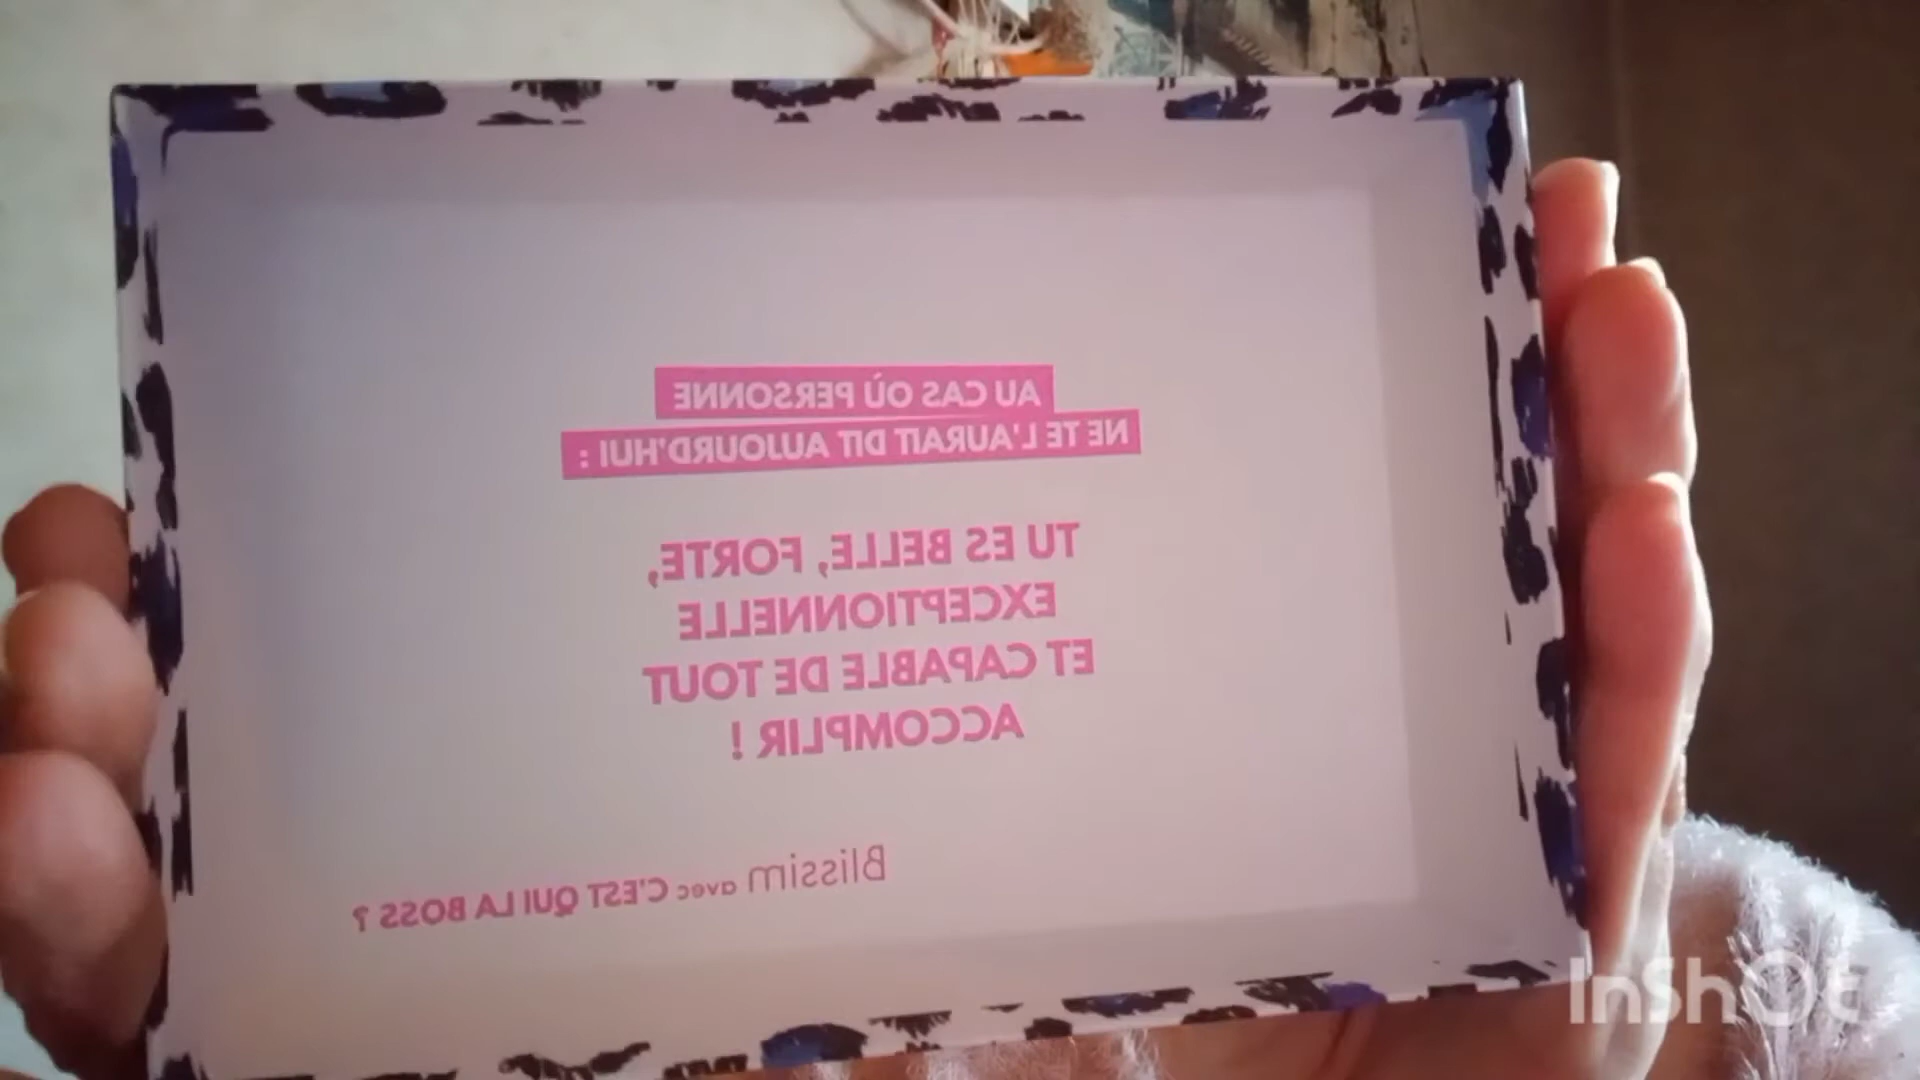 AU CAS OÙ PERSONNE
NE TE L'AURAIT DIT AUJOURD'HUI :
TU ES BELLE, FORTE,
EXCEPTIONNELLE
ET CAPABLE DE TOUT
ACCOMPLIR !
Blissim avec C'EST QUI LA BOSS ?
InShOt